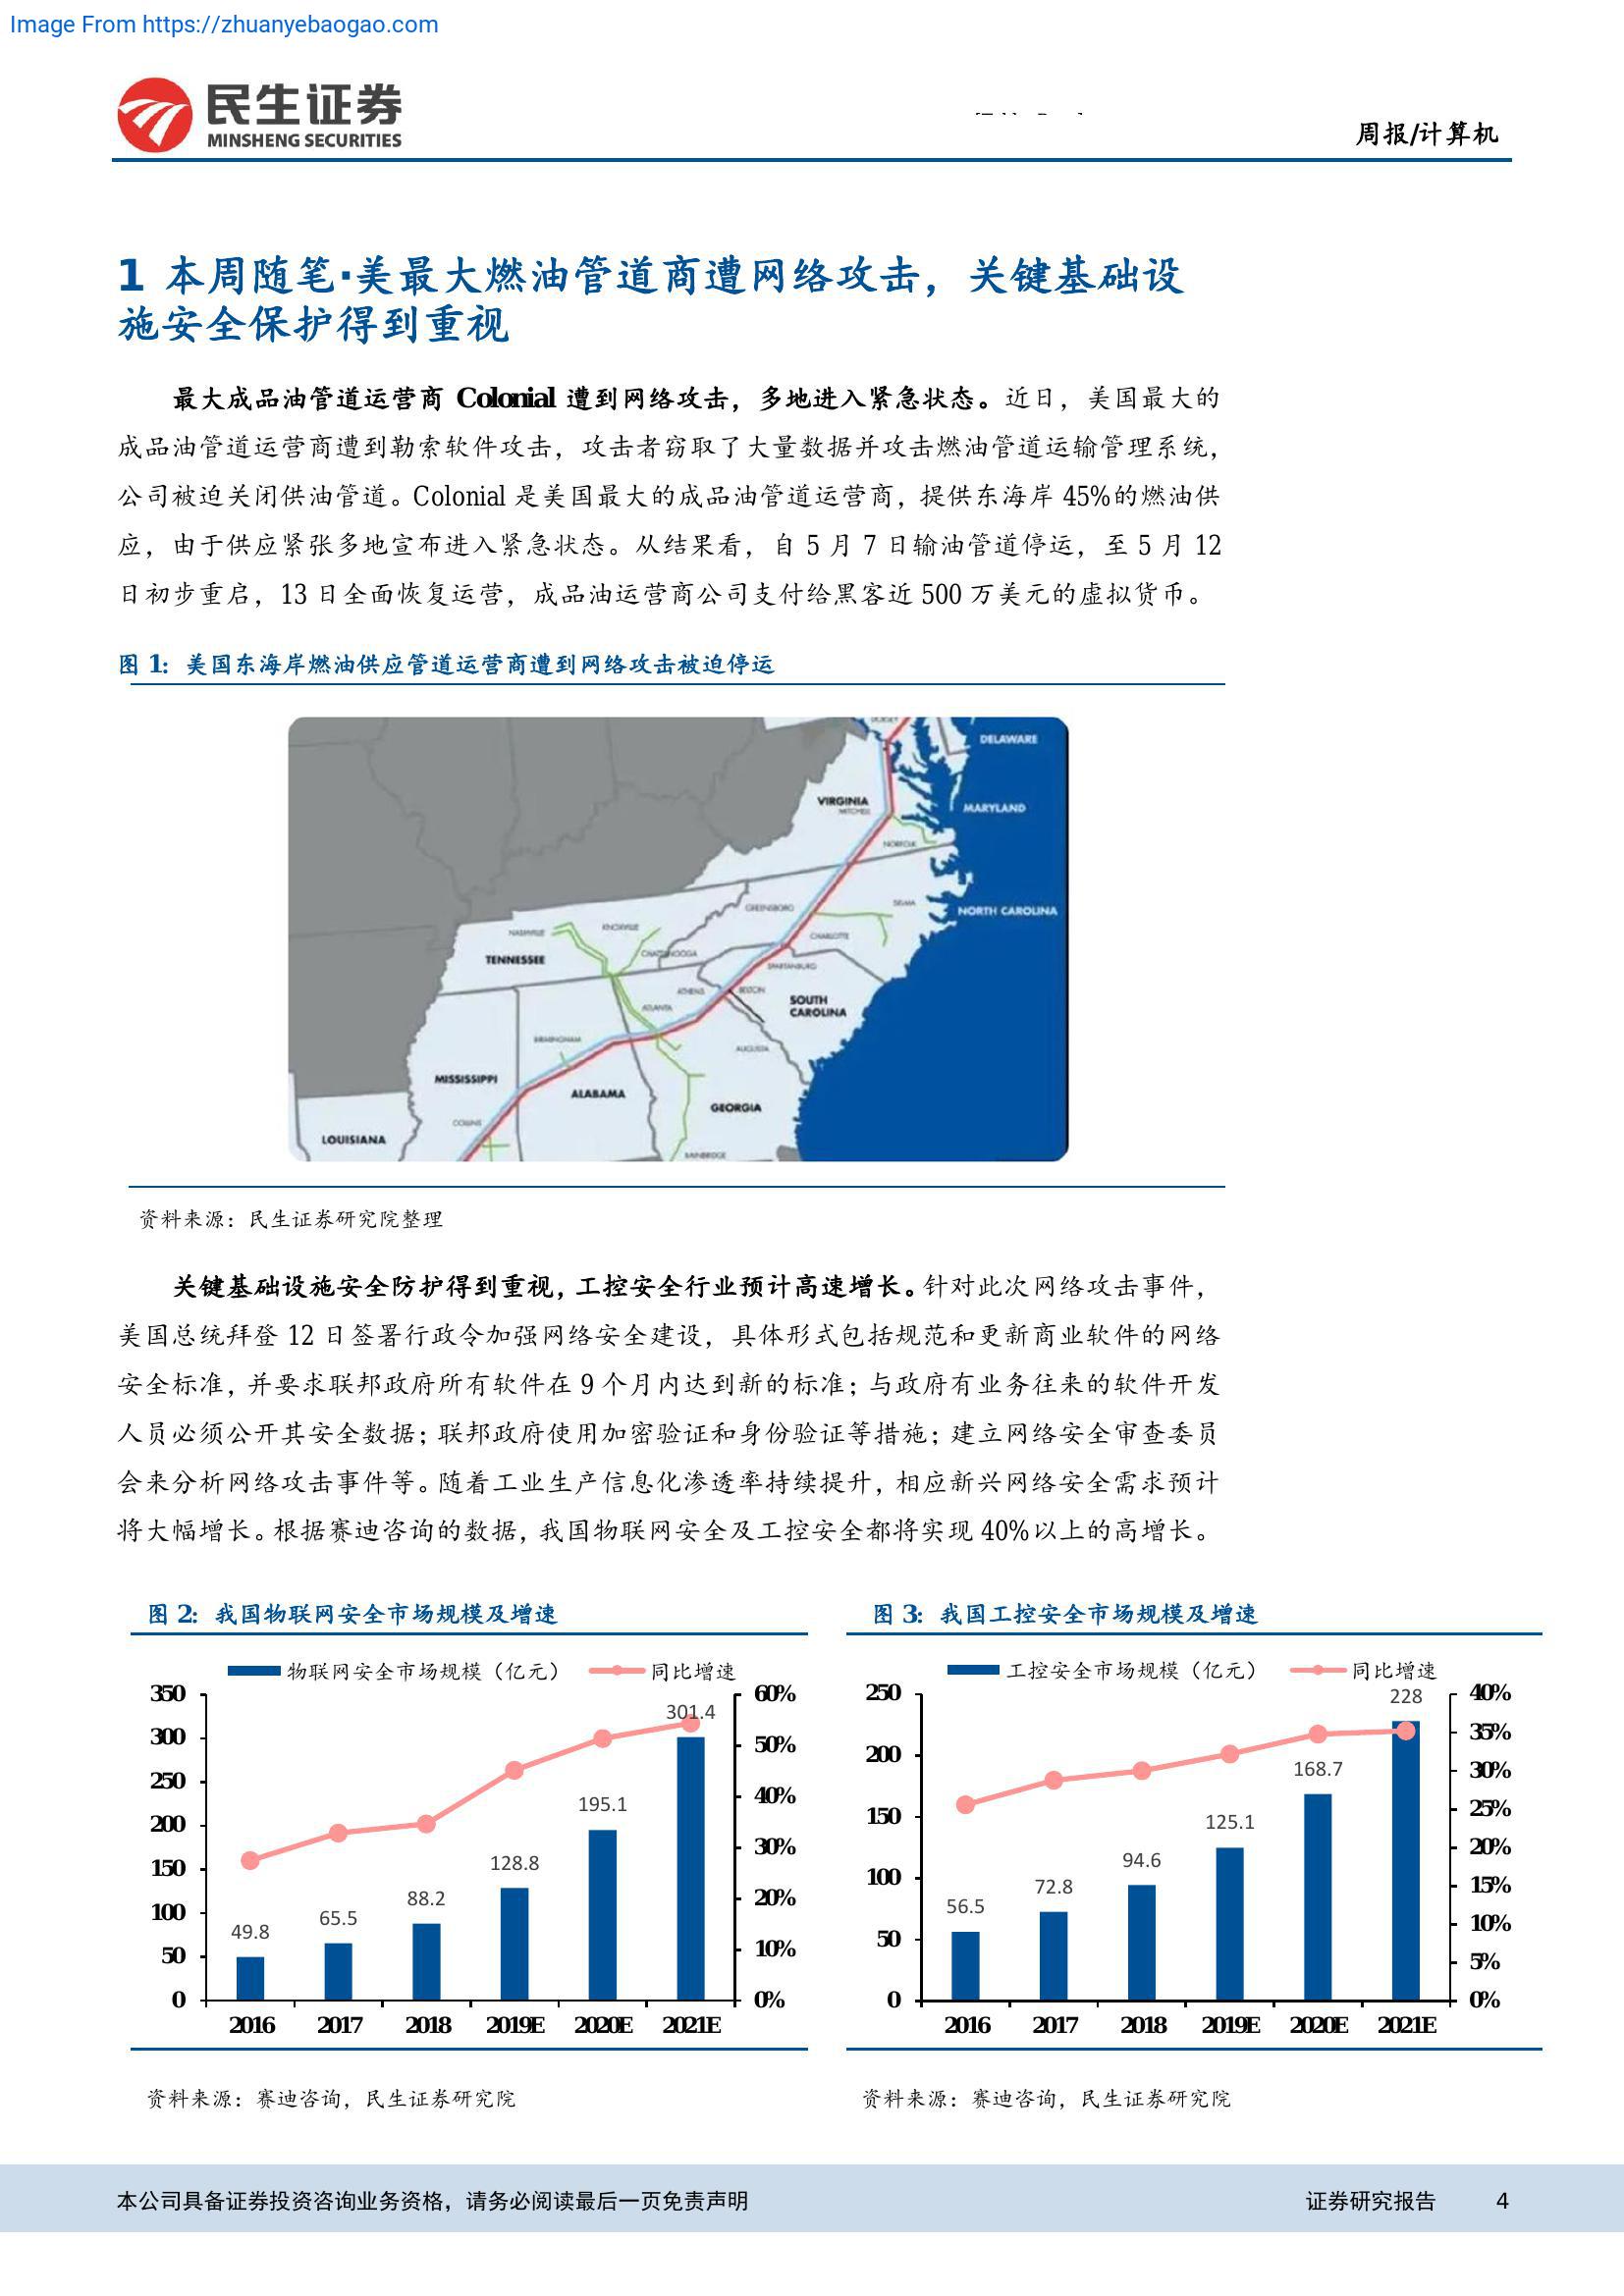 Image From https://zhuanyebaogao.com
民生证券
MINSHENG SECURITIES
周报/计算机
1 本周随笔·美最大燃油管道商遭网络攻击，关键基础设
施安全保护得到重视
最大成品油管道运营商 Colonial 遭到网络攻击，多地进入紧急状态。近日，美国最大的
成品油管道运营商遭到勒索软件攻击，攻击者窃取了大量数据并攻击燃油管道运输管理系统，
公司被迫关闭供油管道。Colonial 是美国最大的成品油管道运营商，提供东海岸 45%的燃油供
应，由于供应紧张多地宣布进入紧急状态。从结果看，自 5 月 7 日输油管道停运，至 5 月 12
日初步重启，13 日全面恢复运营，成品油运营商公司支付给黑客近 500 万美元的虚拟货币。
图 1：美国东海岸燃油供应管道运营商遭到网络攻击被迫停运
DELAWARE
VIRGINIA
MITCHELL
MARYLAND
NORFOLK
GREENSBORO
SELMA
NORTH CAROLINA
NASHVILLE
KNOXVILLE
CHARLOTTE
TENNESSEE
CHATTANOOGA
SPARTANBURG
ATHENS
BELTON
SOUTH
CAROLINA
ATLANTA
BIRMINGHAM
AUGUSTA
MISSISSIPPI
ALABAMA
GEORGIA
COLLINS
LOUISIANA
BAINBRIDGE
资料来源：民生证券研究院整理
关键基础设施安全防护得到重视，工控安全行业预计高速增长。针对此次网络攻击事件，
美国总统拜登 12 日签署行政令加强网络安全建设，具体形式包括规范和更新商业软件的网络
安全标准，并要求联邦政府所有软件在 9 个月内达到新的标准；与政府有业务往来的软件开发
人员必须公开其安全数据；联邦政府使用加密验证和身份验证等措施；建立网络安全审查委员
会来分析网络攻击事件等。随着工业生产信息化渗透率持续提升，相应新兴网络安全需求预计
将大幅增长。根据赛迪咨询的数据，我国物联网安全及工控安全都将实现 40%以上的高增长。
图 2：我国物联网安全市场规模及增速
物联网安全市场规模（亿元） 同比增速
350 60%
301.4
300
50%
250
40%
195.1
200
30%
150
128.8
20%
100
88.2
65.5
49.8
50
10%
0 0%
2016 2017 2018 2019E 2020E 2021E
资料来源：赛迪咨询，民生证券研究院
图 3：我国工控安全市场规模及增速
工控安全市场规模（亿元） 同比增速
250 40%
228
35%
200
30%
168.7
25%
150
125.1
20%
100
94.6
15%
72.8
56.5
10%
50
5%
0 0%
2016 2017 2018 2019E 2020E 2021E
资料来源：赛迪咨询，民生证券研究院
本公司具备证券投资咨询业务资格，请务必阅读最后一页免责声明 证券研究报告 4